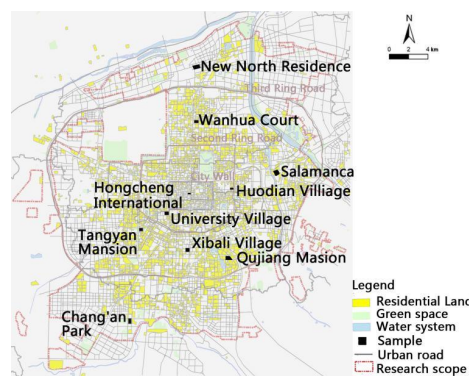 N
0 2 4 km
New North Residence
Third Ring Road
Wanhua Court
Second Ring Road
City Wall
Salamanca
Hongcheng
International
Huodian Villiage
University Village
Tangyan
Mansion
Xibali Village
Qujiang Masion
Chang'an
Park
Legend
Residential Land
Green space
Water system
Sample
Urban road
Research scope